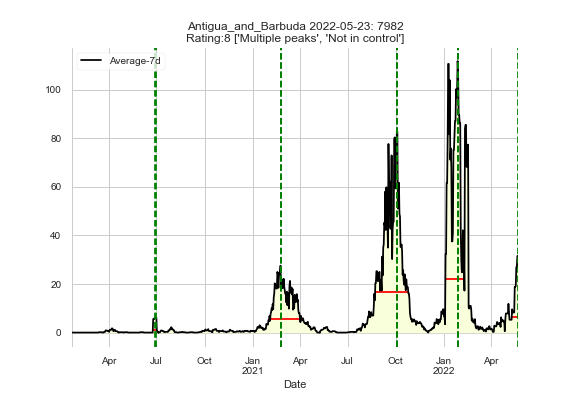 Antigua_and_Barbuda 2022-05-23: 7982
Rating:8 ['Multiple peaks', 'Not in control']
Average-7d
100
80
60
40
20
0
Apr Jul Oct Jan Apr Jul Oct Jan Apr
2021 2022
Date